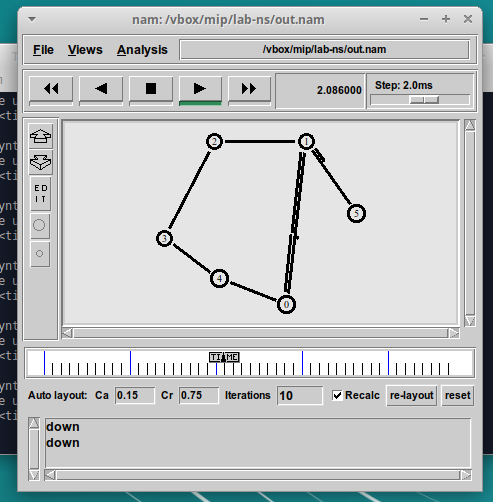 nam: /vbox/mip/lab-ns/out.nam
File Views Analysis /vbox/mip/lab-ns/out.nam
2.086000 Step: 2.0ms
ED
IT
2 1
5
3
4
0
TIME
Auto layout: Ca 0.15 Cr 0.75 Iterations 10 Recalc re-layout reset
down
down